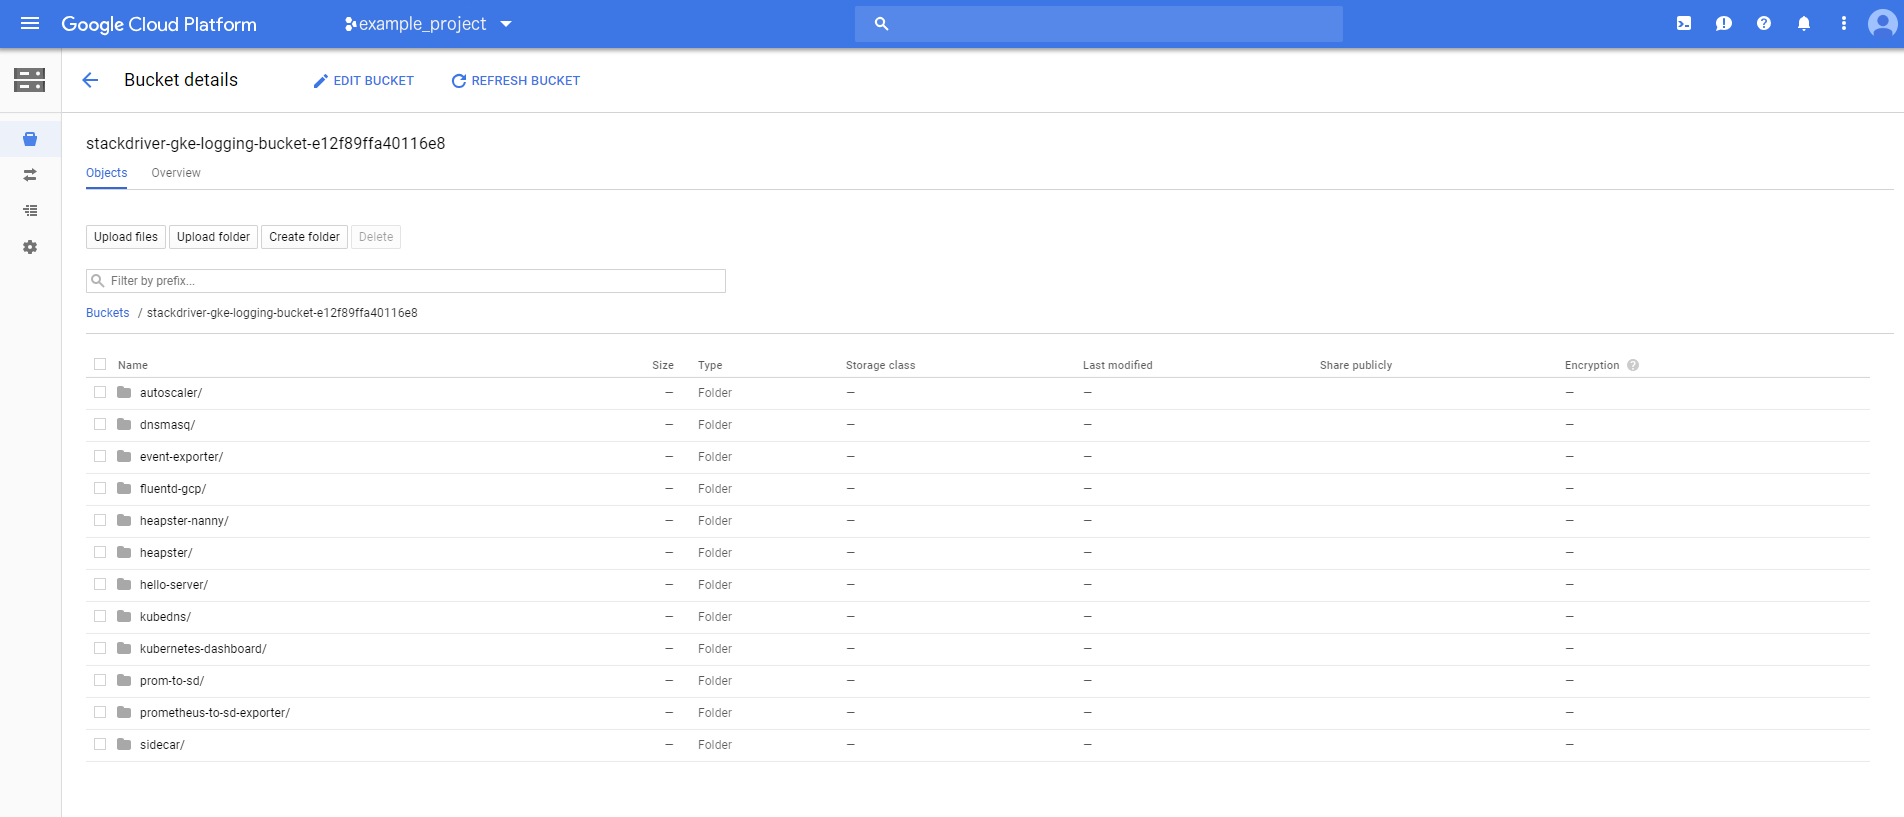 Google Cloud Platform example_project
Bucket details EDIT BUCKET REFRESH BUCKET
stackdriver-gke-logging-bucket-e12f89ffa40116e8
Objects Overview
Upload files Upload folder Create folder Delete
Filter by prefix...
Buckets / stackdriver-gke-logging-bucket-e12f89ffa40116e8
Name Size Type Storage class Last modified Share publicly Encryption ?
autoscaler/ — Folder — — —
dnsmasq/ — Folder — — —
event-exporter/ — Folder — — —
fluentd-gcp/ — Folder — — —
heapster-nanny/ — Folder — — —
heapster/ — Folder — — —
hello-server/ — Folder — — —
kubedns/ — Folder — — —
kubernetes-dashboard/ — Folder — — —
prom-to-sd/ — Folder — — —
prometheus-to-sd-exporter/ — Folder — — —
sidecar/ — Folder — — —